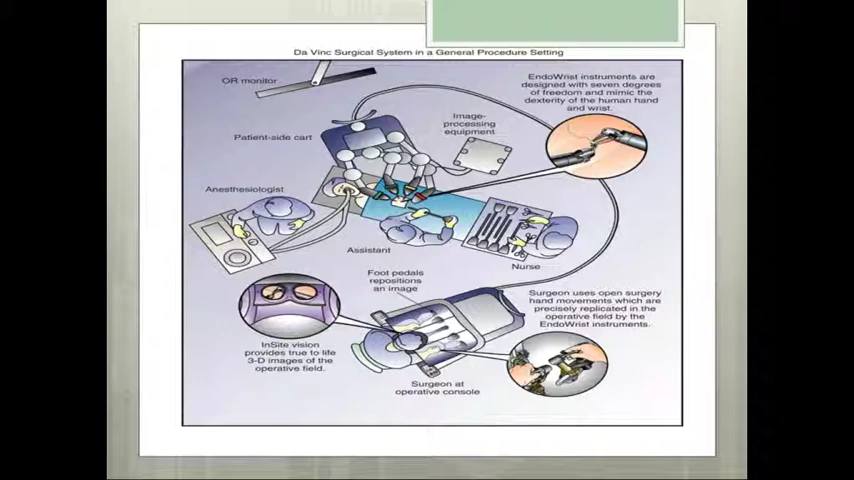 Da Vinc Surgical System in a General Procedure Setting
OR monitor
EndoWrist instruments are
designed with seven degrees
of freedom and mimic the
dexterity of the human hand
and wrist.
Image-
processing
equipment
Patient-side cart
Anesthesiologist
Assistant
Nurse
Foot pedals
repositions
an image
Surgeon uses open surgery
hand movements which are
precisely replicated in the
operative field by the
EndoWrist instruments.
InSite vision
provides true to life
3-D images of the
operative field.
Surgeon at
operative console